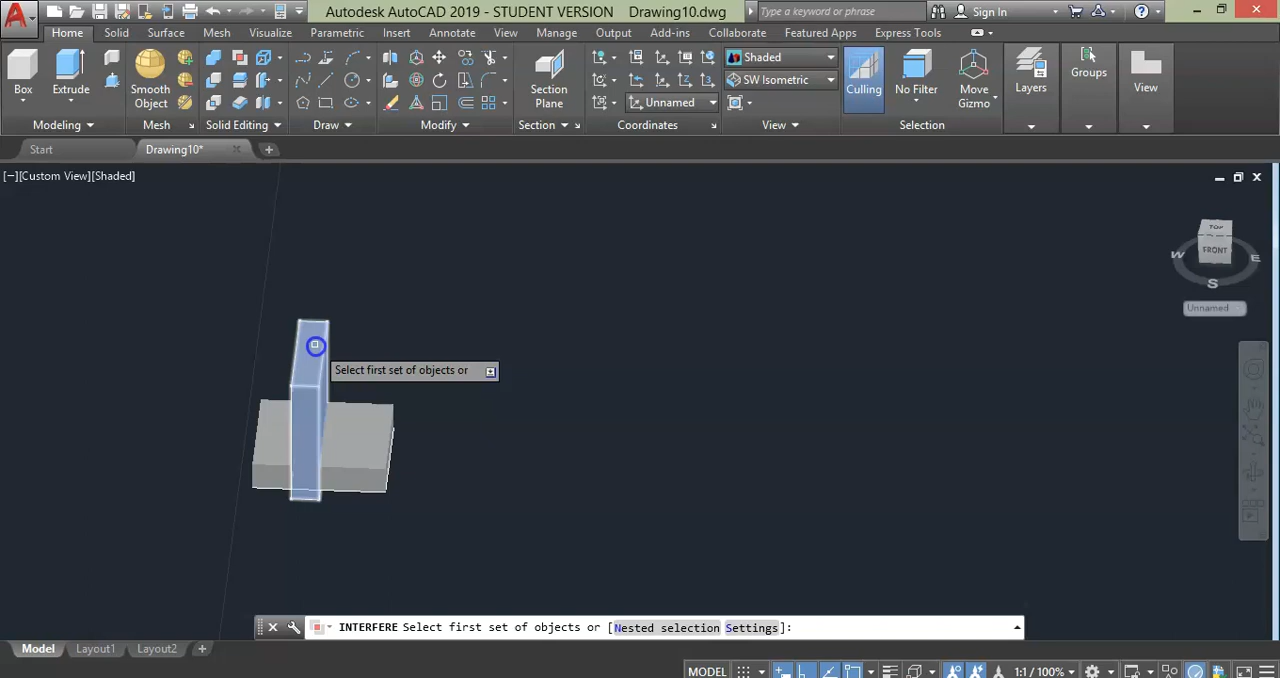 Autodesk AutoCAD 2019 - STUDENT VERSION Drawing10.dwg
Type a keyword or phrase
Sign In
Home Solid Surface Mesh Visualize Parametric Insert Annotate View Manage Output Add-ins Collaborate Featured Apps Express Tools
Box
Extrude
Smooth
Object
Section
Plane
Shaded
SW Isometric
Unnamed
Culling
No Filter
Move
Gizmo
Layers
Groups
View
Modeling
Mesh
Solid Editing
Draw
Modify
Section
Coordinates
View
Selection
Start
Drawing10*
[−][Custom View][Shaded]
TOP
FRONT
W
E
S
Unnamed
Select first set of objects or
INTERFERE Select first set of objects or [Nested selection Settings]:
Model
Layout1
Layout2
MODEL
1:1 / 100%